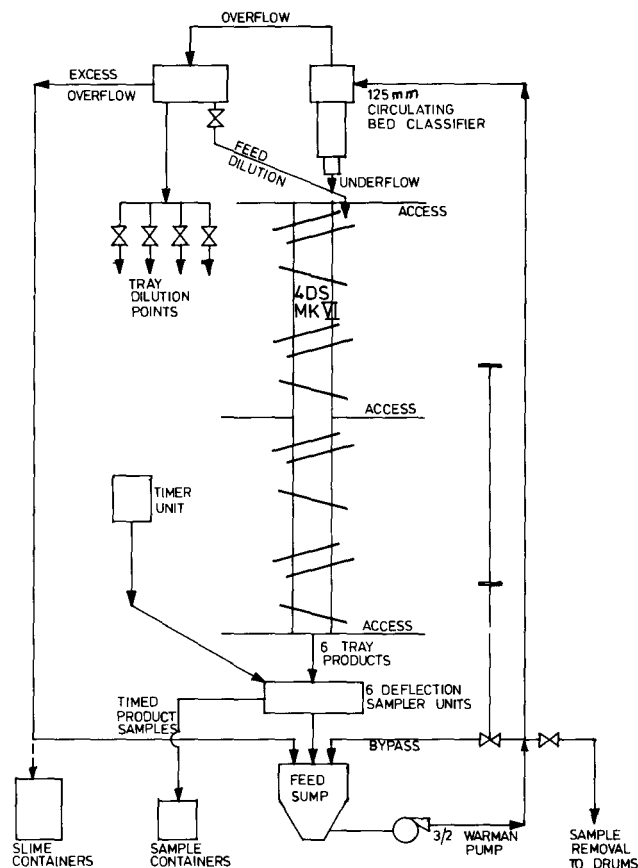 OVERFLOW
EXCESS
OVERFLOW
125mm
CIRCULATING
BED CLASSIFIER
FEED
DILUTION
UNDERFLOW
ACCESS
TRAY
DILUTION
POINTS
4DS
MK VI
ACCESS
TIMER
UNIT
ACCESS
6 TRAY
PRODUCTS
6 DEFLECTION
SAMPLER UNITS
TIMED
PRODUCT
SAMPLES
BYPASS
FEED
SUMP
3/2 WARMAN
PUMP
SLIME
CONTAINERS
SAMPLE
CONTAINERS
SAMPLE
REMOVAL
TO DRUMS